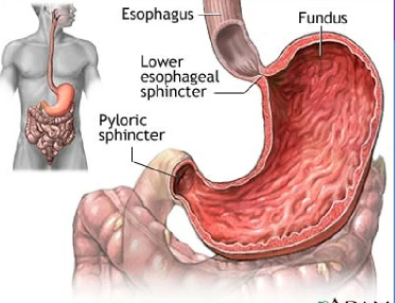 Esophagus
Fundus
Lower
esophageal
sphincter
Pyloric
sphincter